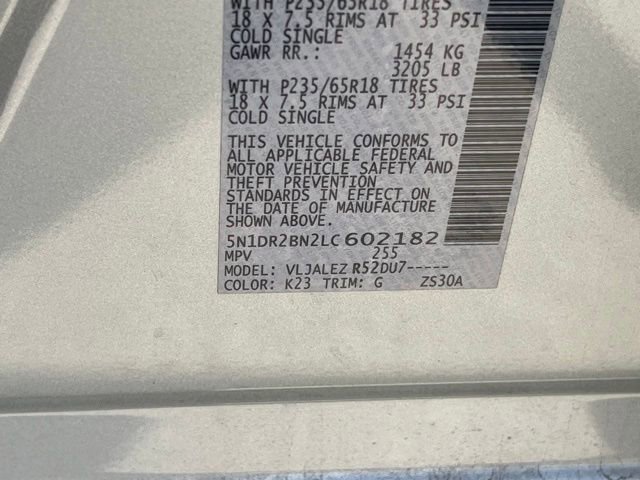 WITH P235/65R18 TIRES
18 X 7.5 RIMS AT 33 PSI
COLD SINGLE
GAWR RR.: 1454 KG
3205 LB
WITH P235/65R18 TIRES
18 X 7.5 RIMS AT 33 PSI
COLD SINGLE
THIS VEHICLE CONFORMS TO
ALL APPLICABLE FEDERAL
MOTOR VEHICLE SAFETY AND
THEFT PREVENTION
STANDARDS IN EFFECT ON
THE DATE OF MANUFACTURE
SHOWN ABOVE.
5N1DR2BN2LC602182
MPV 255
MODEL: VLJALEZ R52DU7-----
COLOR: K23 TRIM: G ZS30A